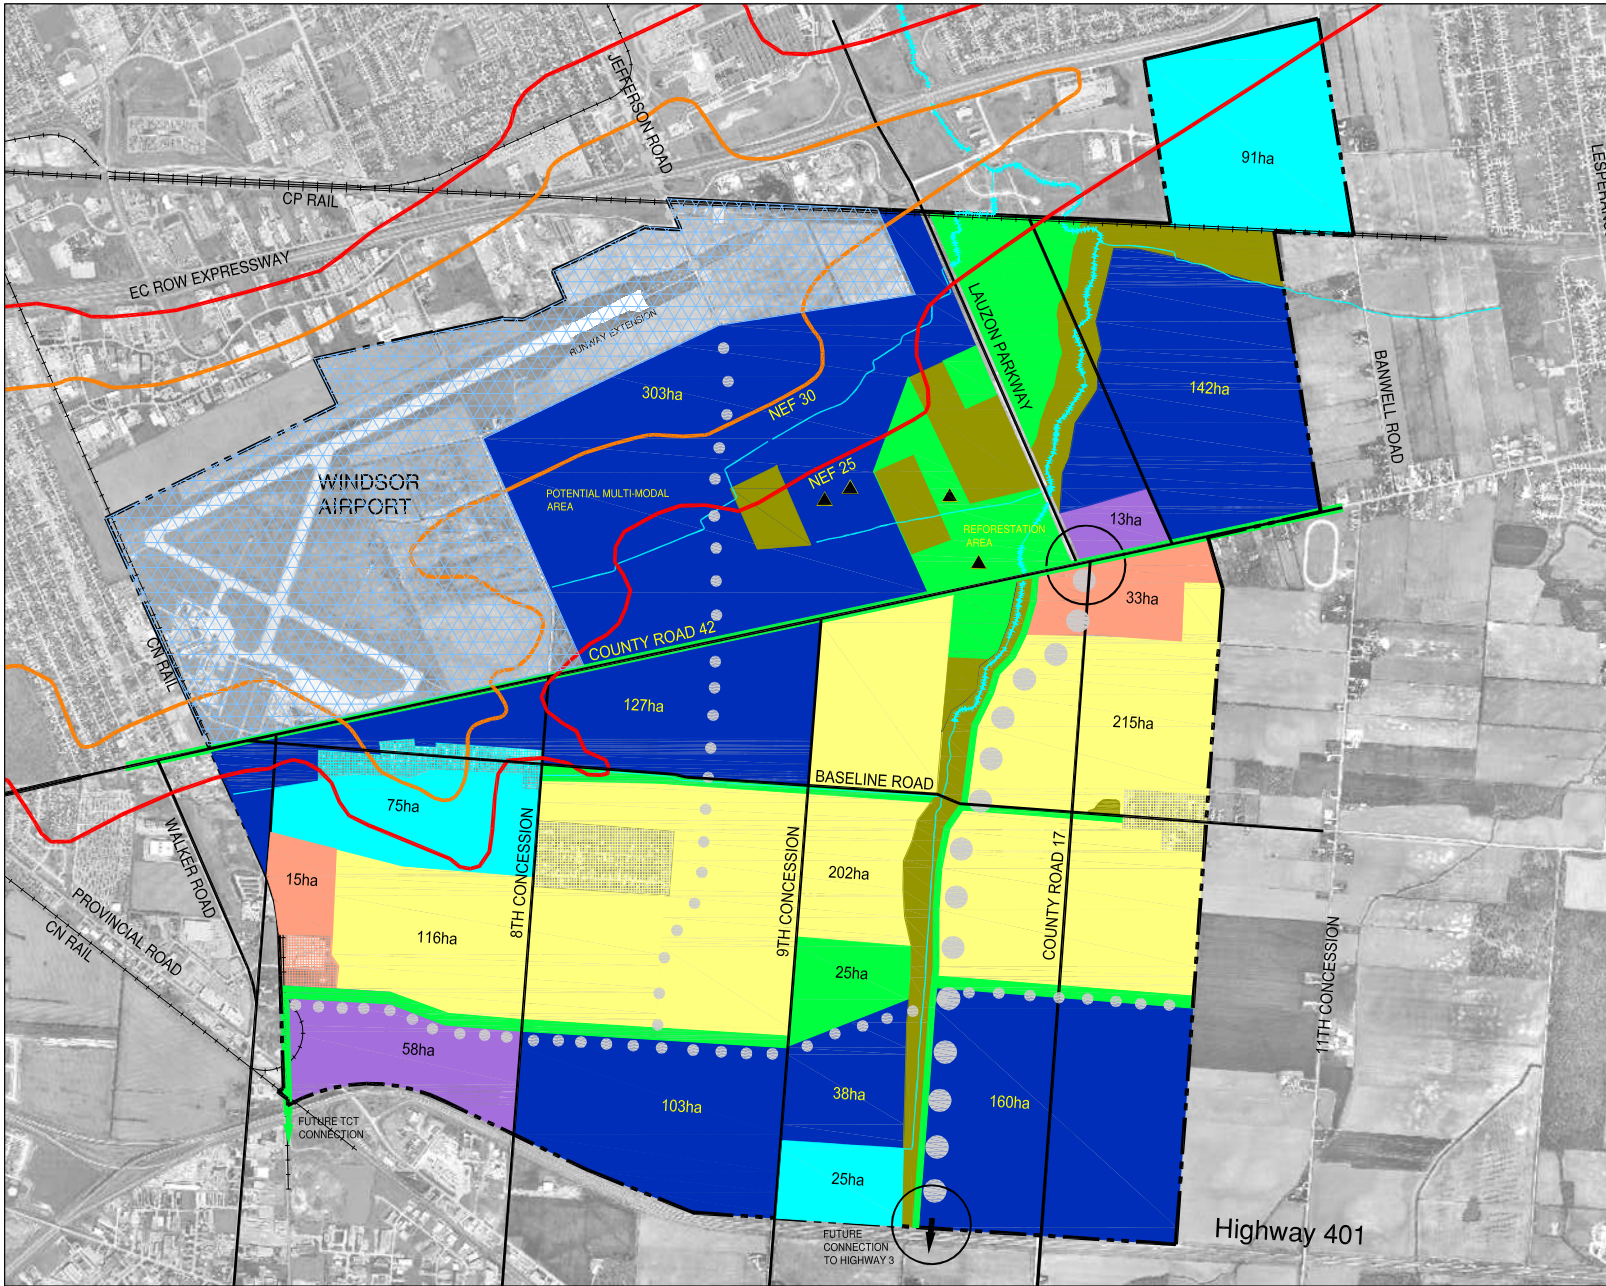 JEFFERSON ROAD
91ha
CP RAIL
EC ROW EXPRESSWAY
RUNWAY EXTENSION
LAUZON PARKWAY
BANWELL ROAD
303ha
NEF 30
142ha
WINDSOR
AIRPORT
POTENTIAL MULTI-MODAL
AREA
NEF 25
13ha
REFORESTATION
AREA
33ha
COUNTY ROAD 42
CN RAIL
127ha
215ha
BASELINE ROAD
75ha
WALKER ROAD
8TH CONCESSION
9TH CONCESSION
COUNTY ROAD 17
11TH CONCESSION
15ha
202ha
PROVINCIAL ROAD
CN RAIL
116ha
25ha
58ha
103ha
38ha
160ha
FUTURE TCT
CONNECTION
25ha
FUTURE
CONNECTION
TO HIGHWAY 3
Highway 401